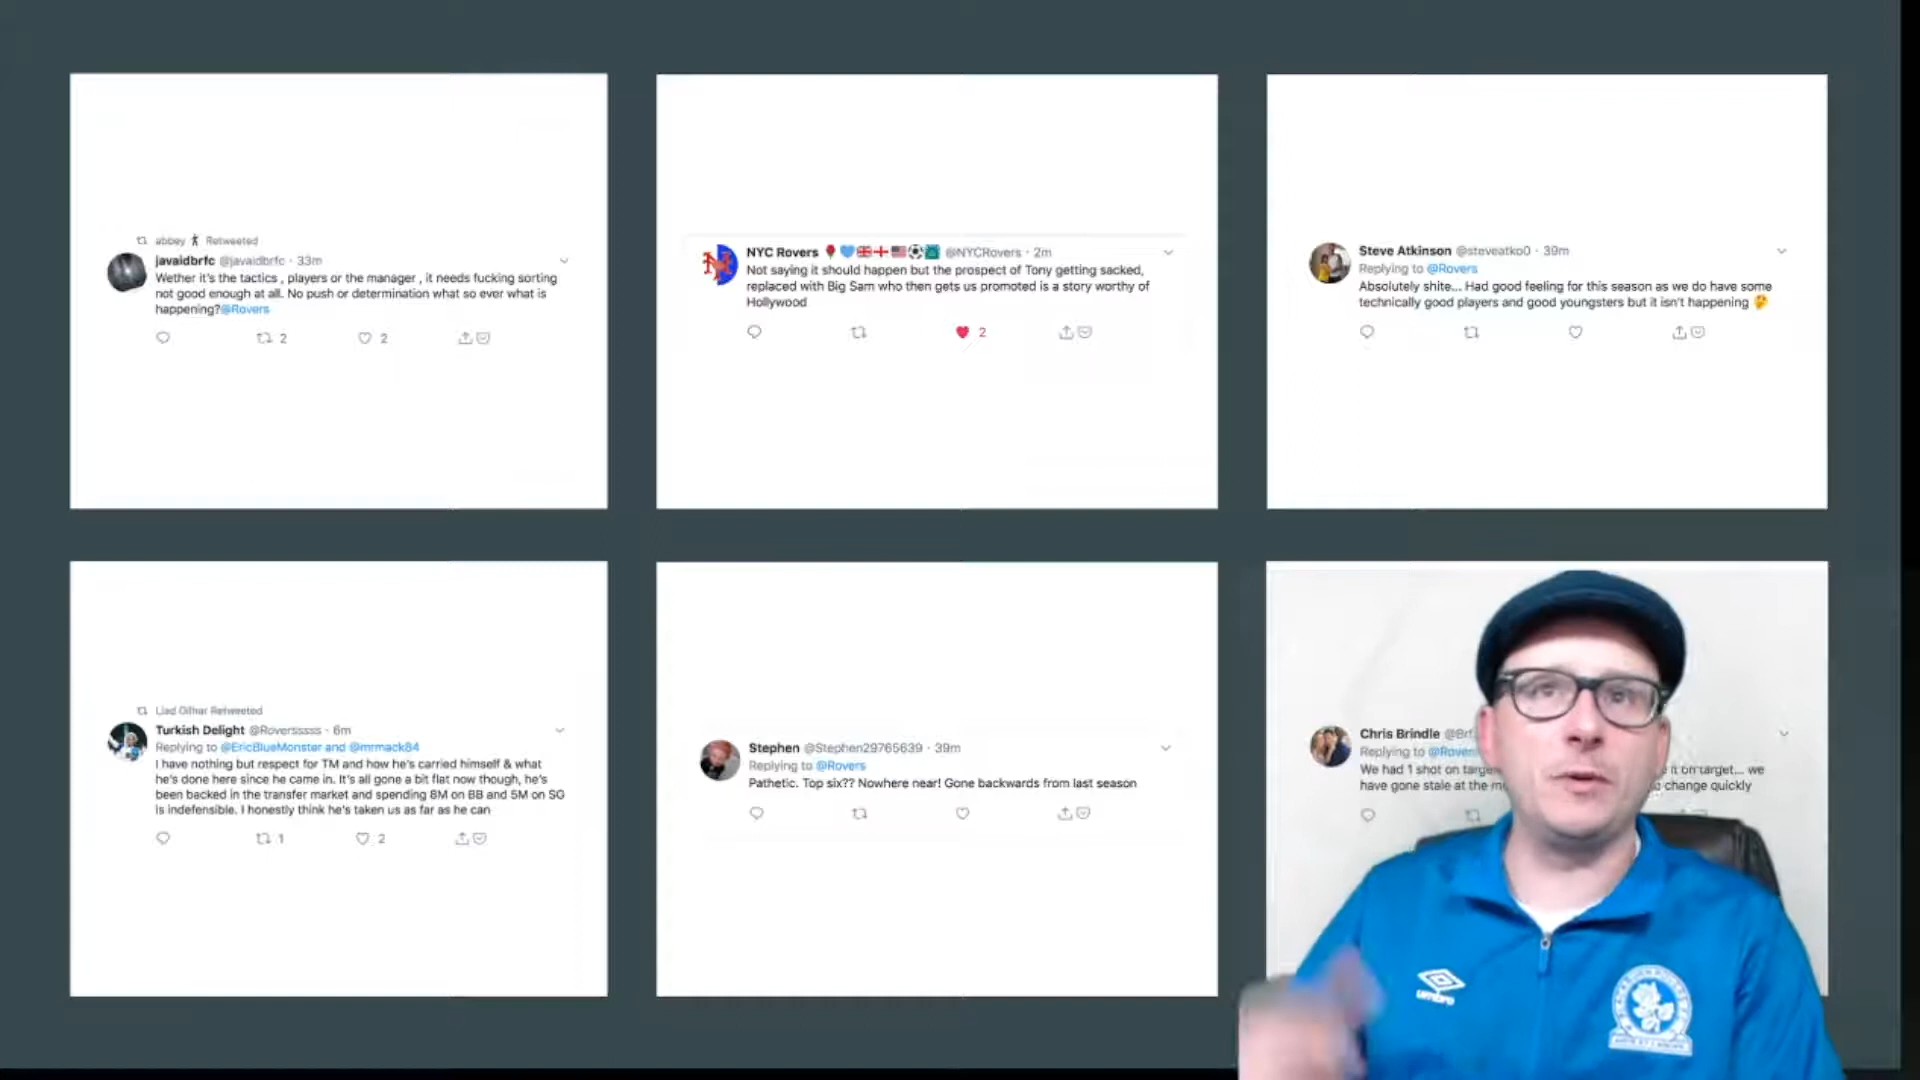 abbey Retweeted
javaidbrfc @javaidbrfc · 33m
Wether it's the tactics , players or the manager , it needs fucking sorting
not good enough at all. No push or determination what so ever what is
happening?@Rovers
2 2
NYC Rovers @NYCRovers · 2m
Not saying it should happen but the prospect of Tony getting sacked,
replaced with Big Sam who then gets us promoted is a story worthy of
Hollywood
2
Steve Atkinson @steveatko0 · 39m
Replying to @Rovers
Absolutely shite... Had good feeling for this season as we do have some
technically good players and good youngsters but it isn't happening
Liad Gilhar Retweeted
Turkish Delight @Roversssss · 6m
Replying to @EricBlueMonster and @mrmack84
I have nothing but respect for TM and how he's carried himself & what
he's done here since he came in. It's all gone a bit flat now though, he's
been backed in the transfer market and spending 8M on BB and 5M on SG
is indefensible. I honestly think he's taken us as far as he can
1 2
Stephen @Stephen29765639 · 39m
Replying to @Rovers
Pathetic. Top six?? Nowhere near! Gone backwards from last season
Chris Brindle
Replying to
We had 1 shot on it on target... we
have gone stale at the change quickly
umbro